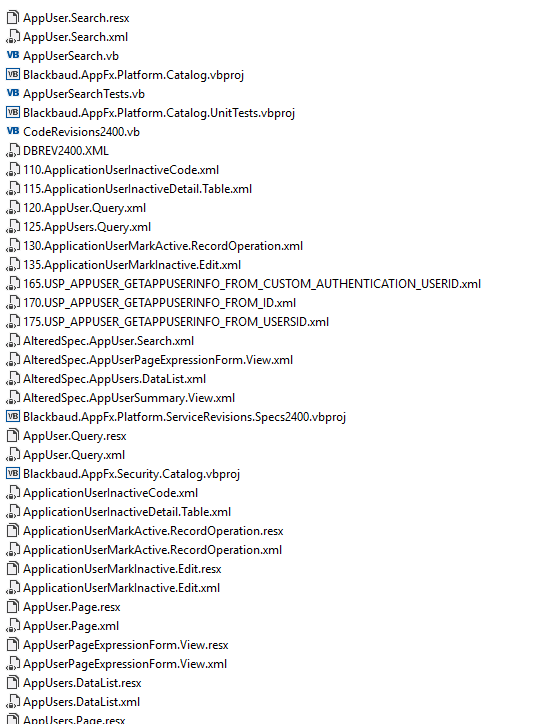 AppUser.Search.resx
AppUser.Search.xml
VB AppUserSearch.vb
VB Blackbaud.AppFx.Platform.Catalog.vbproj
VB AppUserSearchTests.vb
VB Blackbaud.AppFx.Platform.Catalog.UnitTests.vbproj
VB CodeRevisions2400.vb
DBREV2400.XML
110.ApplicationUserInactiveCode.xml
115.ApplicationUserInactiveDetail.Table.xml
120.AppUser.Query.xml
125.AppUsers.Query.xml
130.ApplicationUserMarkActive.RecordOperation.xml
135.ApplicationUserMarkInactive.Edit.xml
165.USP_APPUSER_GETAPPUSERINFO_FROM_CUSTOM_AUTHENTICATION_USERID.xml
170.USP_APPUSER_GETAPPUSERINFO_FROM_ID.xml
175.USP_APPUSER_GETAPPUSERINFO_FROM_USERSID.xml
AlteredSpec.AppUser.Search.xml
AlteredSpec.AppUserPageExpressionForm.View.xml
AlteredSpec.AppUsers.DataList.xml
AlteredSpec.AppUserSummary.View.xml
VB Blackbaud.AppFx.Platform.ServiceRevisions.Specs2400.vbproj
AppUser.Query.resx
AppUser.Query.xml
VB Blackbaud.AppFx.Security.Catalog.vbproj
ApplicationUserInactiveCode.xml
ApplicationUserInactiveDetail.Table.xml
ApplicationUserMarkActive.RecordOperation.resx
ApplicationUserMarkActive.RecordOperation.xml
ApplicationUserMarkInactive.Edit.resx
ApplicationUserMarkInactive.Edit.xml
AppUser.Page.resx
AppUser.Page.xml
AppUserPageExpressionForm.View.resx
AppUserPageExpressionForm.View.xml
AppUsers.DataList.resx
AppUsers.DataList.xml
AppUsers.Page.resx